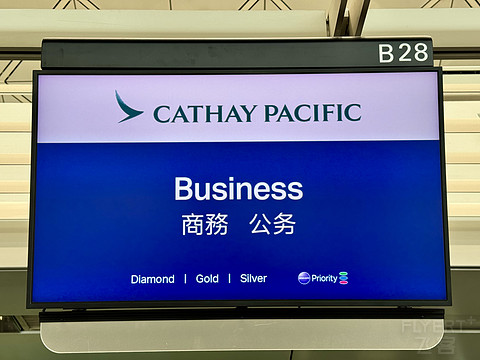 B28
CATHAY PACIFIC
Business
商務 公务
Diamond | Gold | Silver Priority
FLYERT